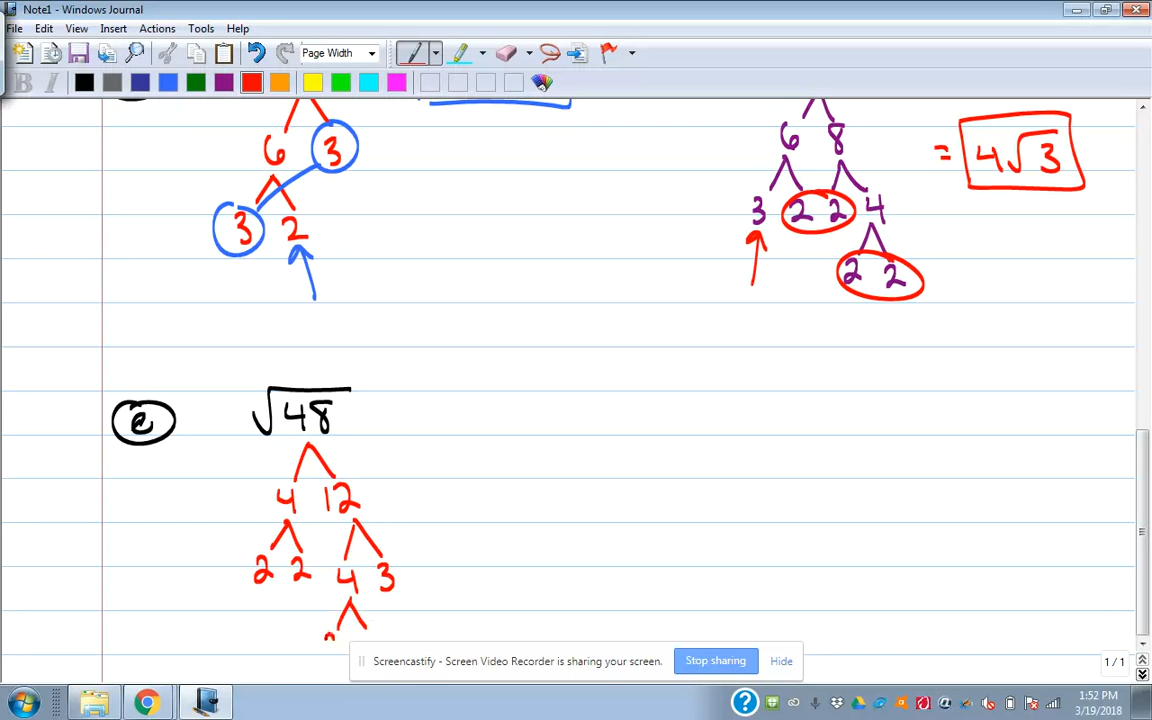 Note1 - Windows Journal
File Edit View Insert Actions Tools Help
Page Width
B I
6 3
3 2
6 8
3 2 2 4
2 2
= 4√3
√48
4 12
2 2 4 3
Screencastify - Screen Video Recorder is sharing your screen. Stop sharing Hide
1 / 1
1:52 PM
3/19/2018